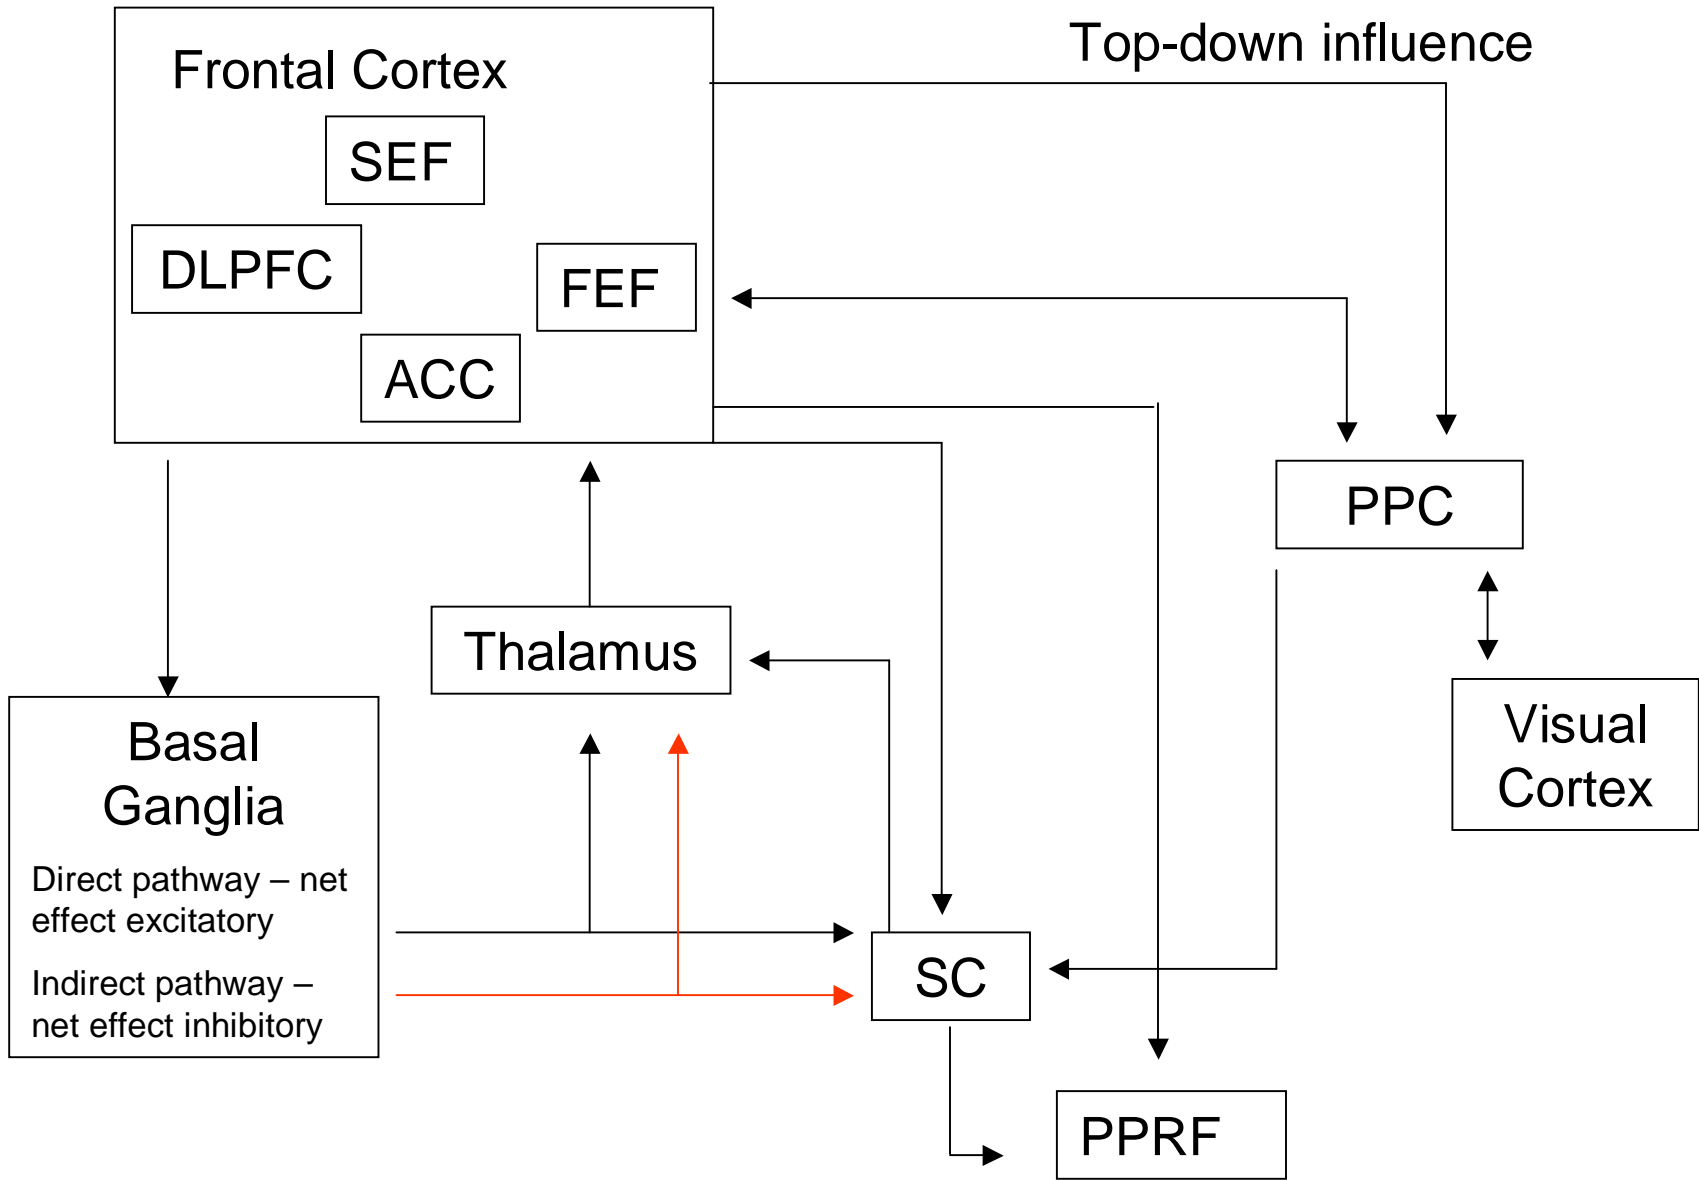 Top-down influence
Frontal Cortex
SEF
DLPFC
FEF
ACC
PPC
Thalamus
Visual
Cortex
Basal
Ganglia
Direct pathway – net
effect excitatory
Indirect pathway –
net effect inhibitory
SC
PPRF